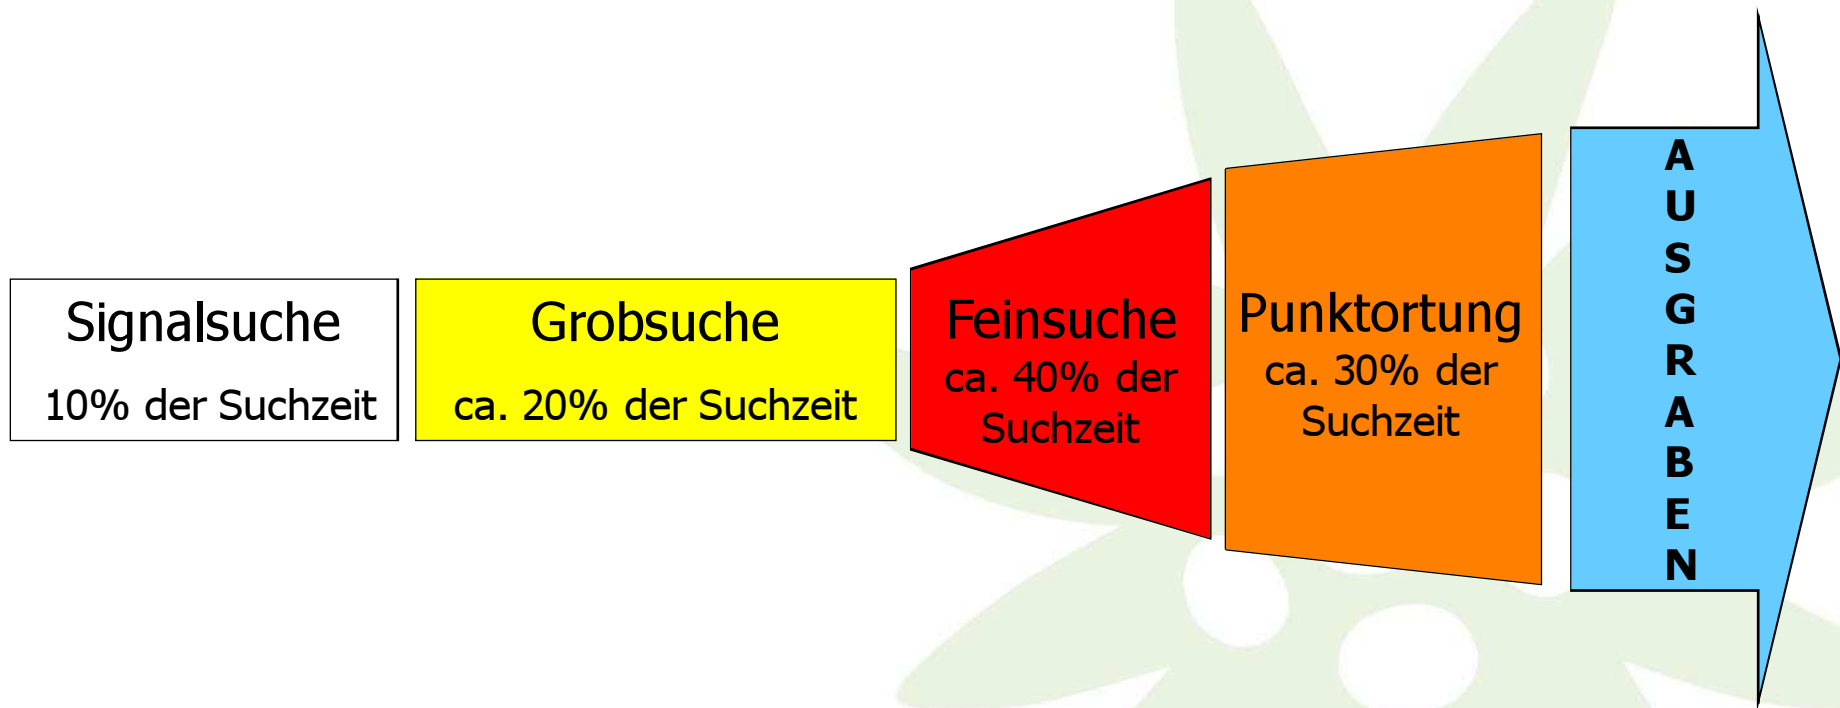 Signalsuche
10% der Suchzeit
Grobsuche
ca. 20% der Suchzeit
Feinsuche
ca. 40% der
Suchzeit
Punktortung
ca. 30% der
Suchzeit
A
U
S
G
R
A
B
E
N